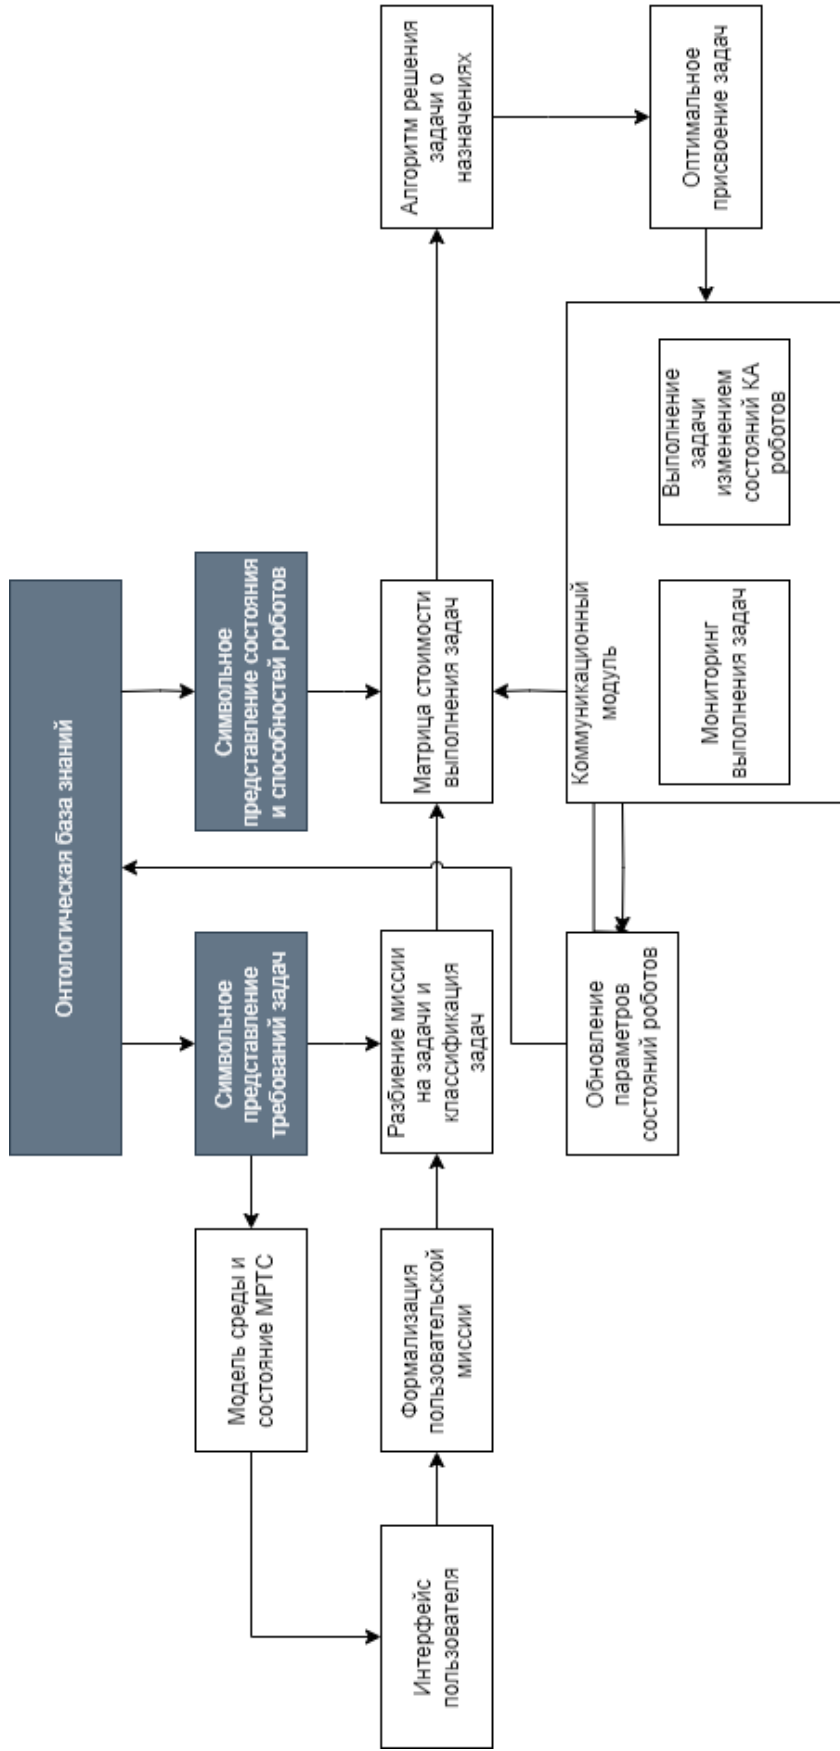 Онтологическая база знаний
Символьное
представление
требований задач
Символьное
представление состояния
и способностей роботов
Модель среды и
состояние МРТС
Интерфейс
пользователя
Формализация
пользовательской
миссии
Разбиение миссии
на задачи и
классификация
задач
Матрица стоимости
выполнения задач
Алгоритм решения
задачи о
назначениях
Обновление
параметров
состояний роботов
Коммуникационный
модуль
Мониторинг
выполнения задач
Выполнение
задачи
изменением
состояний КА
роботов
Оптимальное
присвоение задач